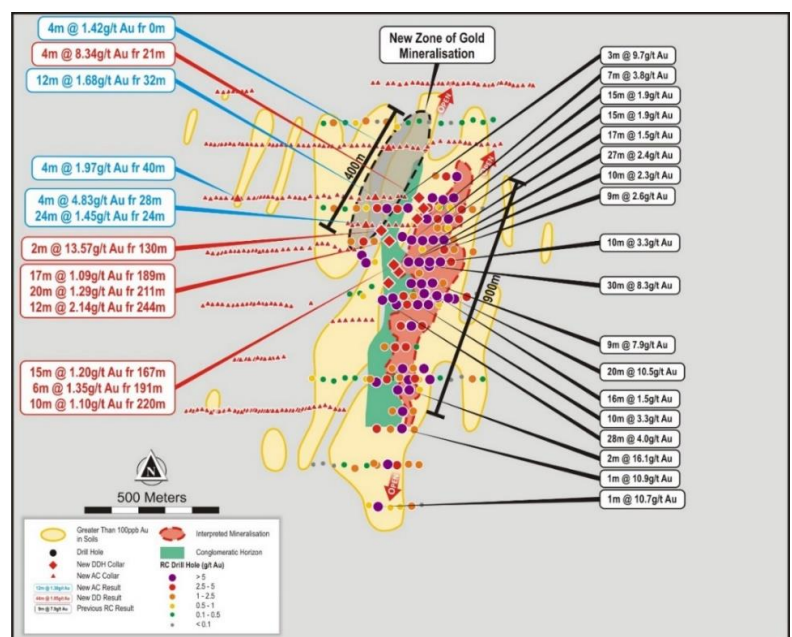 4m @ 1.42g/t Au fr 0m
4m @ 8.34g/t Au fr 21m
12m @ 1.68g/t Au fr 32m
New Zone of Gold
Mineralisation
4m @ 1.97g/t Au fr 40m
4m @ 4.83g/t Au fr 28m
24m @ 1.45g/t Au fr 24m
2m @ 13.57g/t Au fr 130m
17m @ 1.09g/t Au fr 189m
20m @ 1.29g/t Au fr 211m
12m @ 2.14g/t Au fr 244m
15m @ 1.20g/t Au fr 167m
6m @ 1.35g/t Au fr 191m
10m @ 1.10g/t Au fr 220m
400m
900m
OPEN
OPEN
OPEN
3m @ 9.7g/t Au
7m @ 3.8g/t Au
15m @ 1.9g/t Au
15m @ 1.9g/t Au
17m @ 1.5g/t Au
27m @ 2.4g/t Au
10m @ 2.3g/t Au
9m @ 2.6g/t Au
10m @ 3.3g/t Au
30m @ 8.3g/t Au
9m @ 7.9g/t Au
20m @ 10.5g/t Au
16m @ 1.5g/t Au
10m @ 3.3g/t Au
28m @ 4.0g/t Au
2m @ 16.1g/t Au
1m @ 10.9g/t Au
1m @ 10.7g/t Au
N
500 Meters
Greater Than 100ppb Au
in Soils
Drill Hole
New DDH Collar
New AC Collar
New AC Result
New DD Result
Previous RC Result
Interpreted Mineralisation
Conglomeratic Horizon
RC Drill Hole (g/t Au)
> 5
2.5 - 5
1 - 2.5
0.5 - 1
0.1 - 0.5
< 0.1